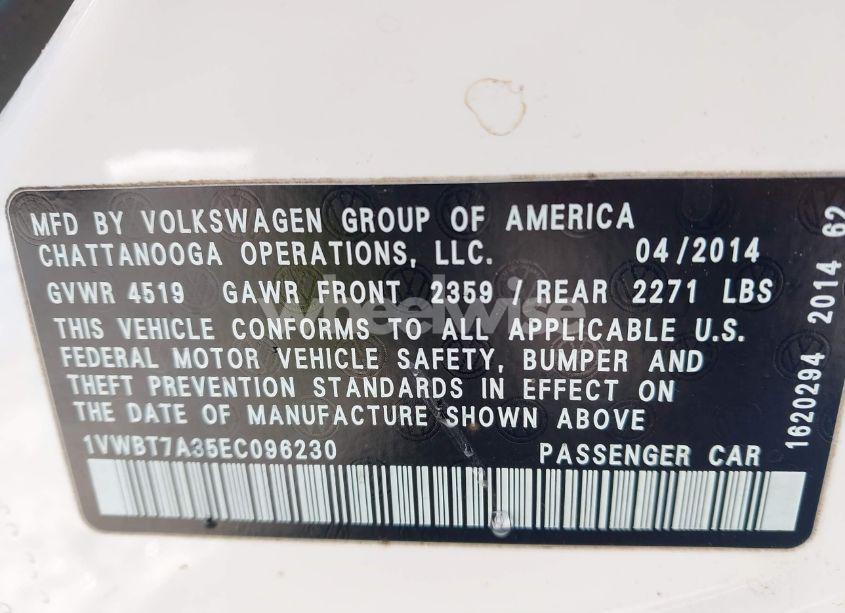 MFD BY VOLKSWAGEN GROUP OF AMERICA
CHATTANOOGA OPERATIONS, LLC. 04/2014
GVWR 4519 GAWR FRONT 2359 / REAR 2271 LBS
THIS VEHICLE CONFORMS TO ALL APPLICABLE U.S.
FEDERAL MOTOR VEHICLE SAFETY, BUMPER AND
THEFT PREVENTION STANDARDS IN EFFECT ON
THE DATE OF MANUFACTURE SHOWN ABOVE
1VWBT7A35EC096230 PASSENGER CAR
1620294 2014 62
wheelwise